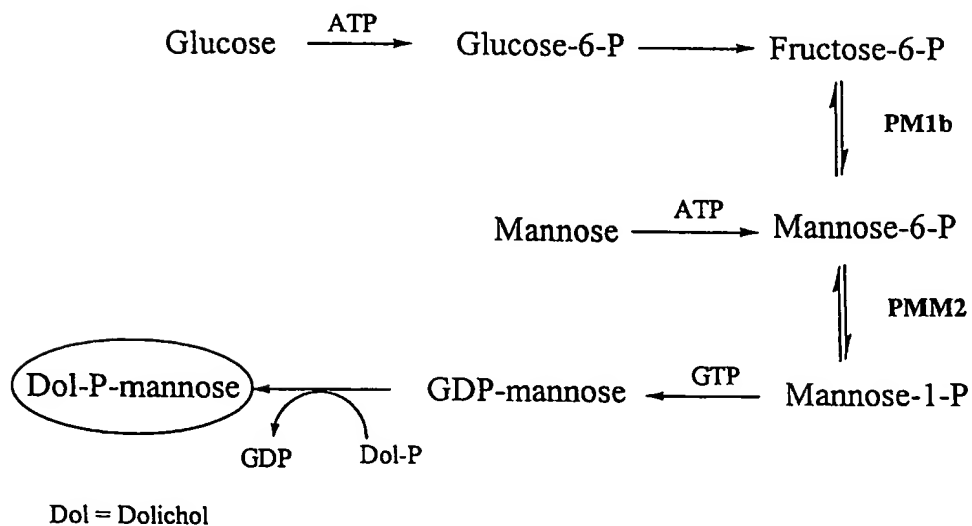 ATP
Glucose Glucose-6-P Fructose-6-P
PM1b
ATP
Mannose Mannose-6-P
PMM2
GTP
Dol-P-mannose GDP-mannose Mannose-1-P
GDP Dol-P
Dol = Dolichol